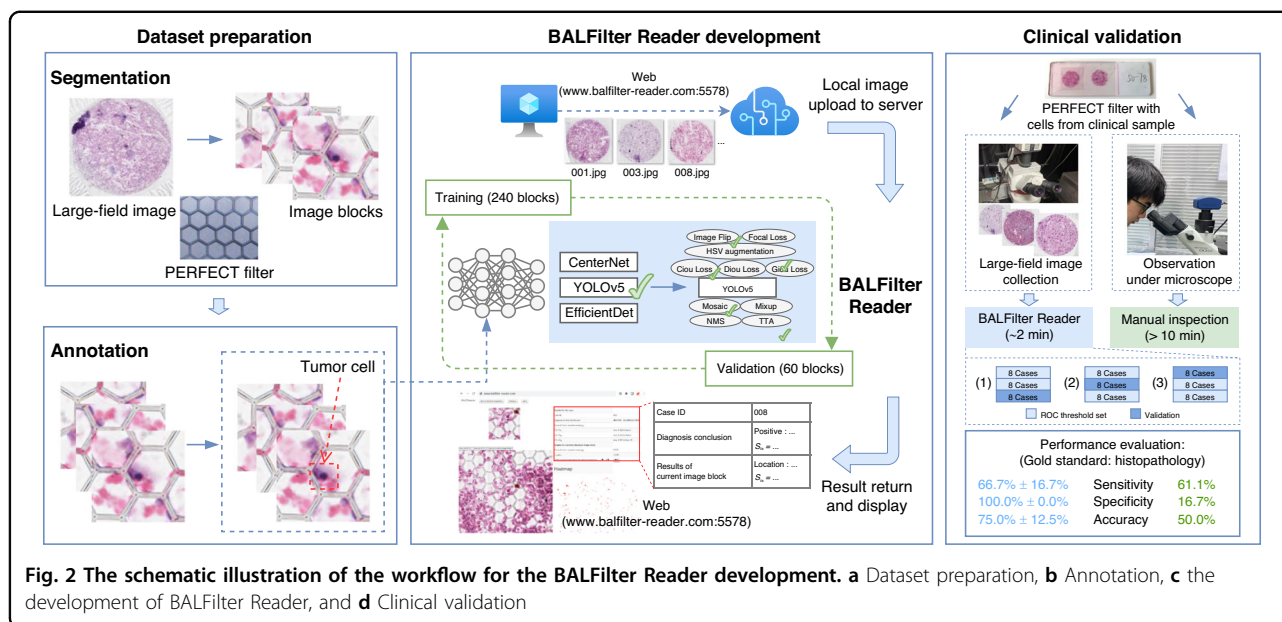 Dataset preparation
Segmentation
Large-field image
Image blocks
PERFECT filter
Annotation
Tumor cell
BALFilter Reader development
Web
(www.balfilter-reader.com:5578)
001.jpg
003.jpg
008.jpg
...
Local image
upload to server
Training (240 blocks)
CenterNet
YOLOv5
EfficientDet
Image Flip
Focal Loss
HSV augmentation
Ciou Loss
Diou Loss
Giou Loss
YOLOv5
Mosaic
Mixup
NMS
TTA
BALFilter
Reader
Validation (60 blocks)
Heatmap
Case ID
008
Diagnosis conclusion
Positive : ...
Results of
current image block
Location : ...
Web
(www.balfilter-reader.com:5578)
Result return
and display
Clinical validation
PERFECT filter with
cells from clinical sample
Large-field image
collection
Observation
under microscope
BALFilter Reader
(~2 min)
Manual inspection
(> 10 min)
(1)
8 Cases
8 Cases
8 Cases
(2)
8 Cases
8 Cases
8 Cases
(3)
8 Cases
8 Cases
8 Cases
ROC threshold set
Validation
Performance evaluation:
(Gold standard: histopathology)
66.7% ± 16.7% Sensitivity 61.1%
100.0% ± 0.0% Specificity 16.7%
75.0% ± 12.5% Accuracy 50.0%
Fig. 2 The schematic illustration of the workflow for the BALFilter Reader development. a Dataset preparation, b Annotation, c the
development of BALFilter Reader, and d Clinical validation